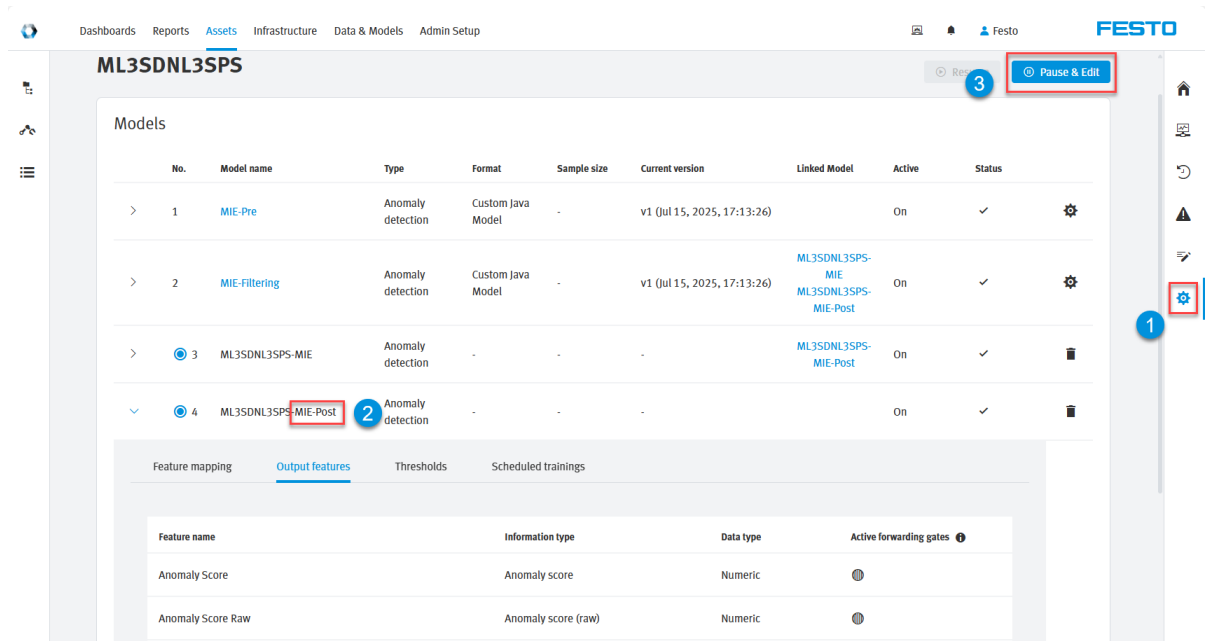 Dashboards Reports Assets Infrastructure Data & Models Admin Setup Festo FESTO
ML3SDNL3SPS
3 Pause & Edit
Models
No. Model name Type Format Sample size Current version Linked Model Active Status
1 MIE-Pre Anomaly detection Custom Java Model - v1 (Jul 15, 2025, 17:13:26) On
2 MIE-Filtering Anomaly detection Custom Java Model - v1 (Jul 15, 2025, 17:13:26) ML3SDNL3SPS-MIE ML3SDNL3SPS-MIE-Post On
1
3 ML3SDNL3SPS-MIE Anomaly detection - - - ML3SDNL3SPS-MIE-Post On
4 ML3SDNL3SPS-MIE-Post 2 Anomaly detection - - - On
Feature mapping Output features Thresholds Scheduled trainings
Feature name Information type Data type Active forwarding gates
Anomaly Score Anomaly score Numeric
Anomaly Score Raw Anomaly score (raw) Numeric